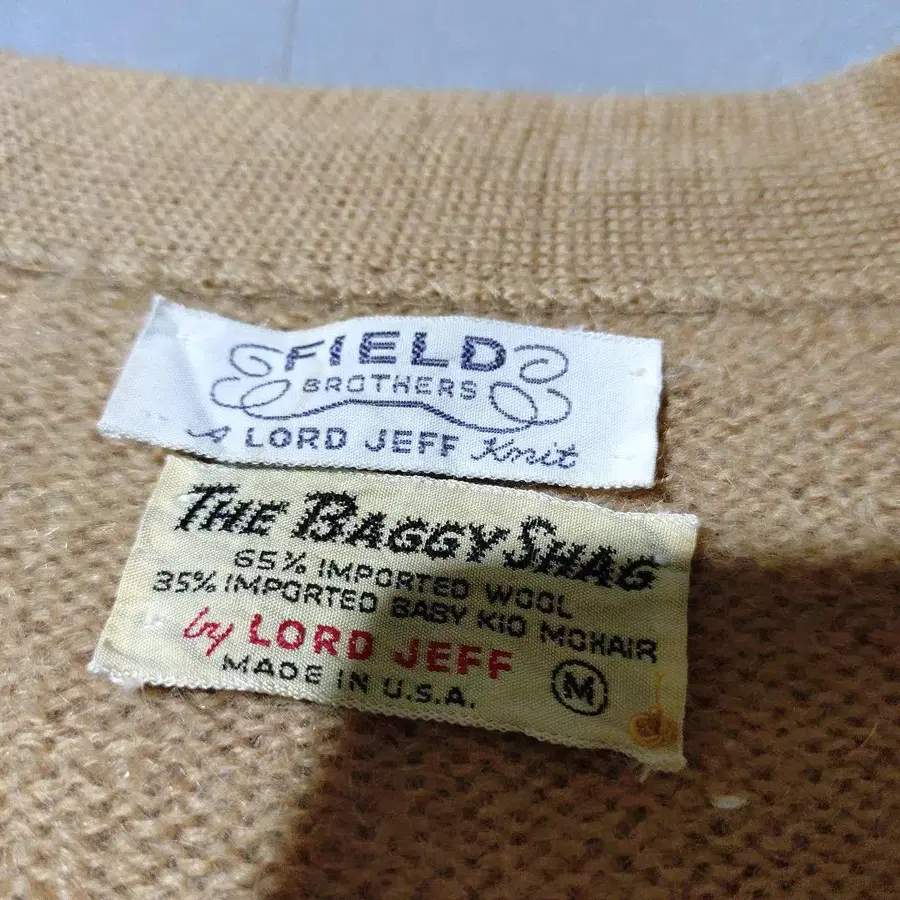 FIELD
BROTHERS
A LORD JEFF Knit
THE BAGGY SHAG
65% IMPORTED WOOL
35% IMPORTED BABY KID MOHAIR
by LORD JEFF
MADE IN U.S.A.
M